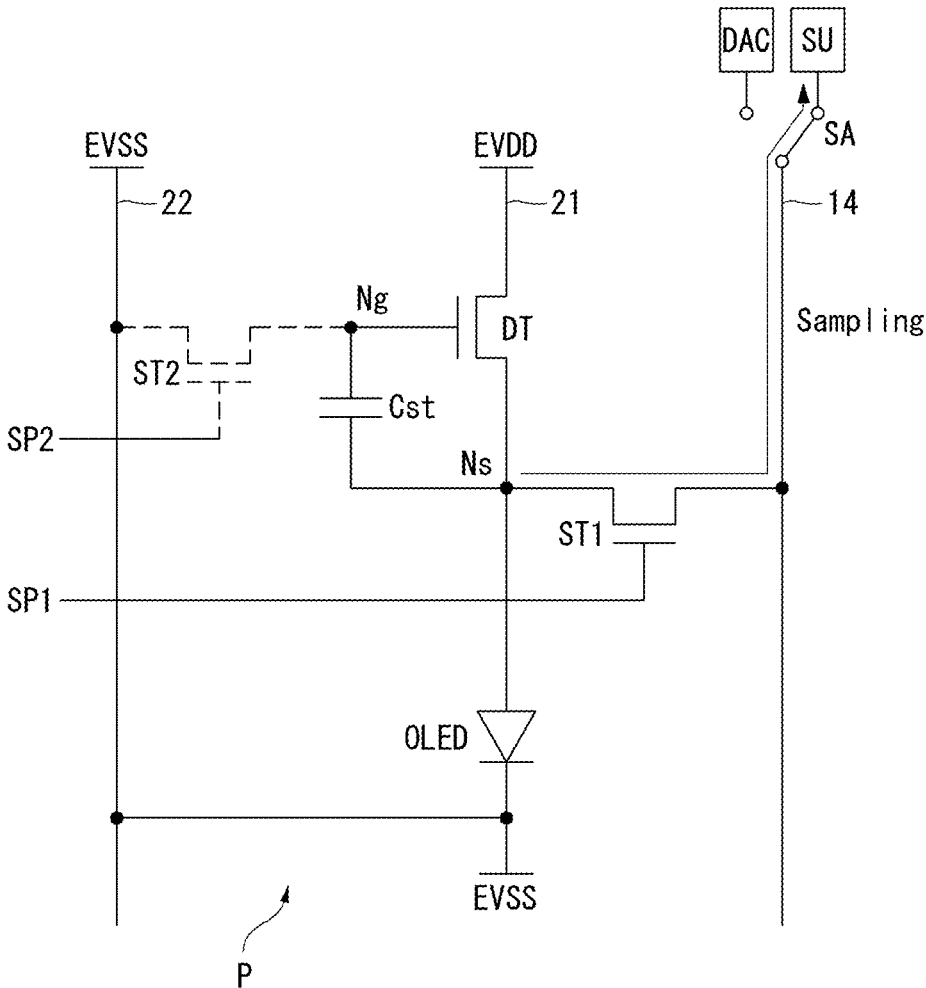 DAC
SU
SA
EVSS
EVDD
22
21
14
Ng
DT
Sampling
ST2
Cst
SP2
Ns
ST1
SP1
OLED
EVSS
P